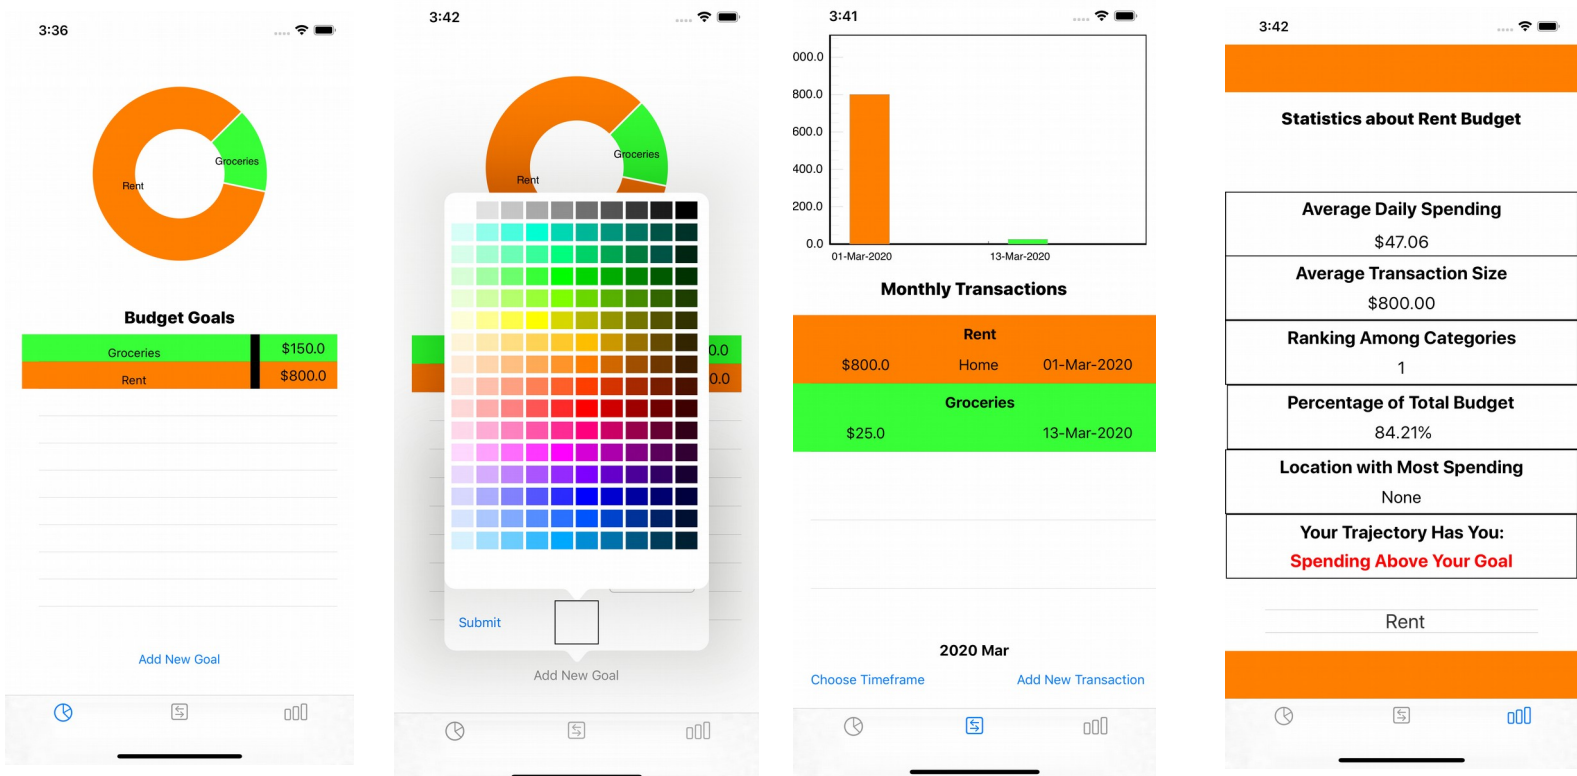 3:36
Rent
Groceries
Budget Goals
Groceries $150.0
Rent $800.0
Add New Goal
3:42
Rent
Groceries
0.0
0.0
Submit
Add New Goal
3:41
000.0
800.0
600.0
400.0
200.0
0.0
01-Mar-2020 13-Mar-2020
Monthly Transactions
Rent
$800.0 Home 01-Mar-2020
Groceries
$25.0 13-Mar-2020
2020 Mar
Choose Timeframe Add New Transaction
3:42
Statistics about Rent Budget
Average Daily Spending
$47.06
Average Transaction Size
$800.00
Ranking Among Categories
1
Percentage of Total Budget
84.21%
Location with Most Spending
None
Your Trajectory Has You:
Spending Above Your Goal
Rent